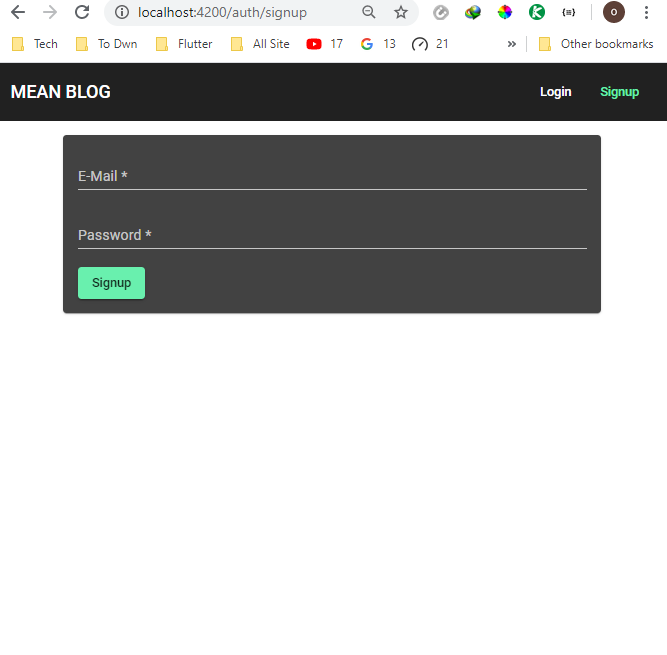 localhost:4200/auth/signup
Tech To Dwn Flutter All Site 17 13 21 » Other bookmarks
MEAN BLOG Login Signup
E-Mail *
Password *
Signup